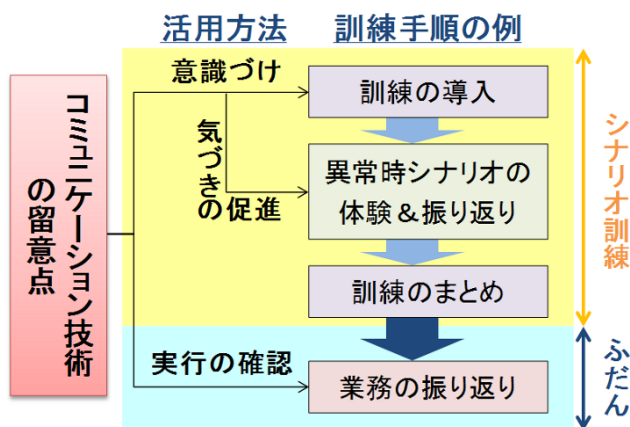 活用方法
訓練手順の例
コミュニケーション技術
の留意点
意識づけ
気づき
の促進
実行の確認
訓練の導入
異常時シナリオの
体験＆振り返り
訓練のまとめ
業務の振り返り
シナリオ訓練
ふだん